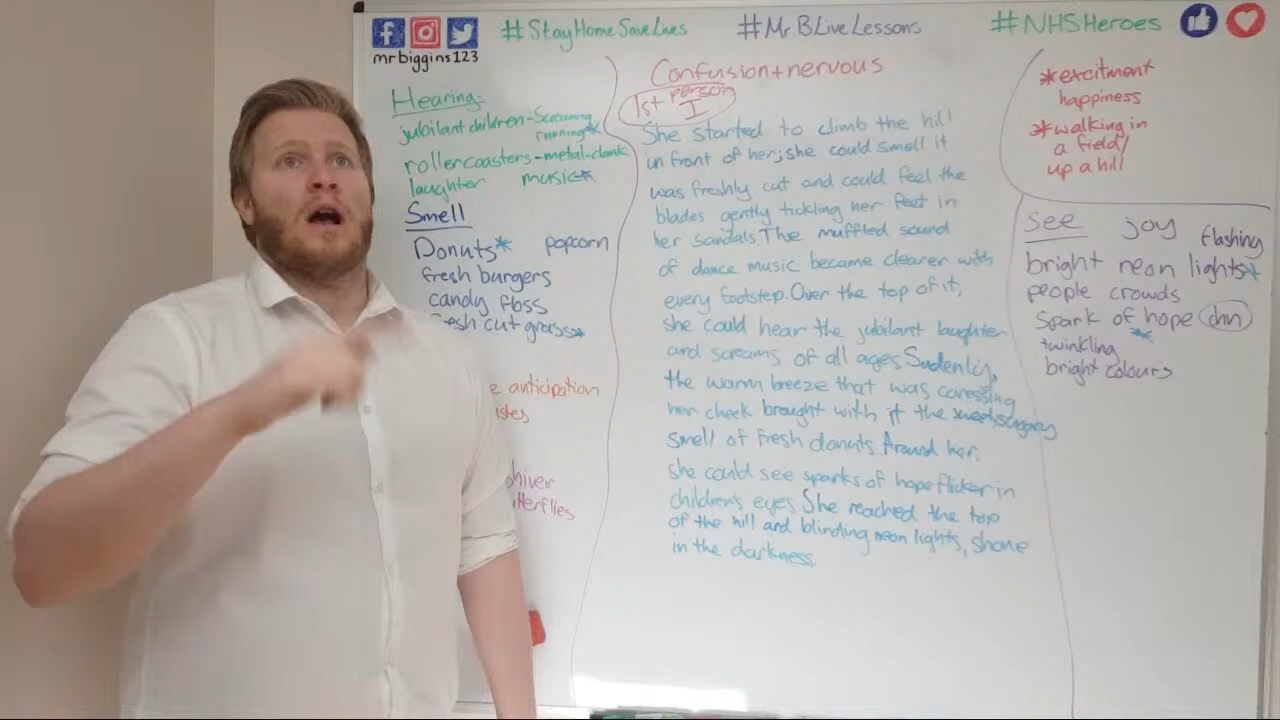 #StayHomeSaveLives
#MrBLiveLessons
#NHSHeroes
mrbiggins123
Hearing:
jubilant children - Screaming
running*
rollercoasters - metal - clank
laughter music*
Smell
Donuts* popcorn
fresh burgers
candy floss
esh cut grass*
e anticipation
shiver
Confusion + nervous
1st person
I
She started to climb the hill
in front of her; she could smell it
was freshly cut and could feel the
blades gently tickling her feet in
her sandals. The muffled sound
of dance music became clearer with
every footstep. Over the top of it,
she could hear the jubilant laughter
and screams of all ages. Sudenly,
the warm breeze that was caressing
her cheek brought with it the sweet sugary
smell of fresh donuts. Around her,
she could see sparks of hope flicker in
children's eyes. She reached the top
of the hill and blinding neon lights, shone
in the darkness
*excitment
happiness
*walking in
a field/
up a hill
see joy flashing
bright neon lights*
people crowds
Spark of hope chn
*
twinkling
bright colours